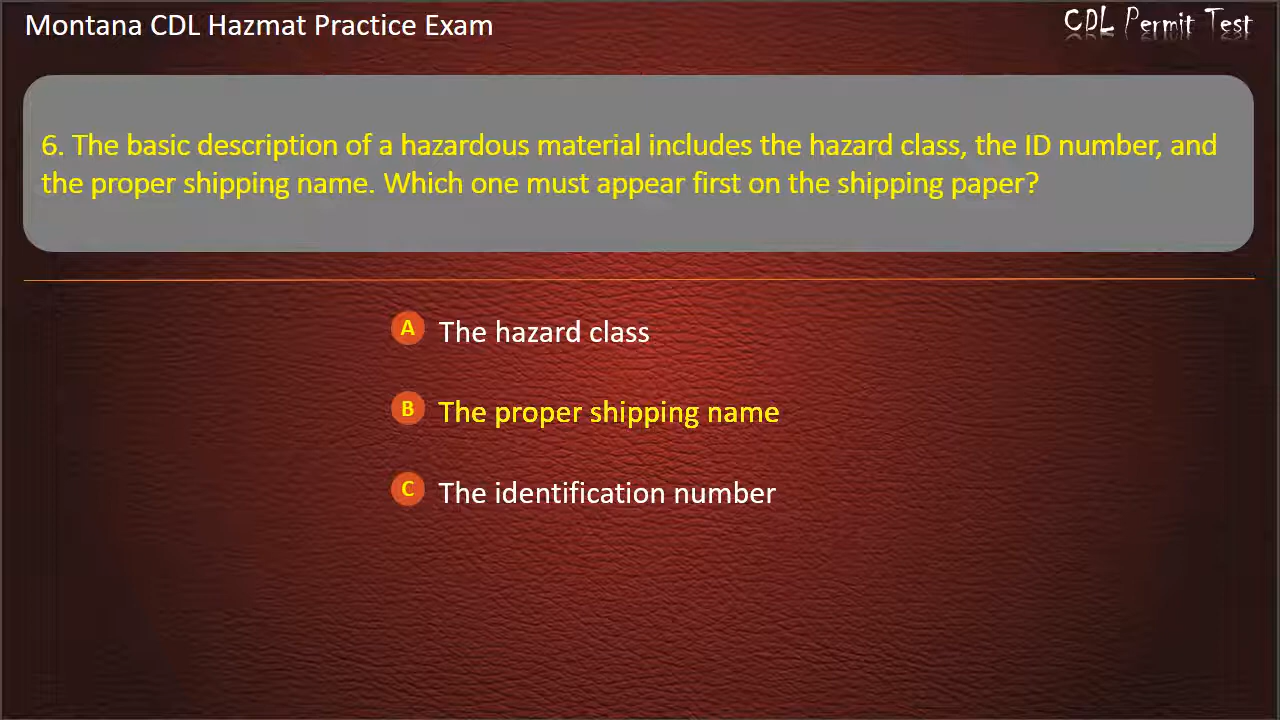 Montana CDL Hazmat Practice Exam
CDL Permit Test
6. The basic description of a hazardous material includes the hazard class, the ID number, and
the proper shipping name. Which one must appear first on the shipping paper?
A The hazard class
B The proper shipping name
C The identification number